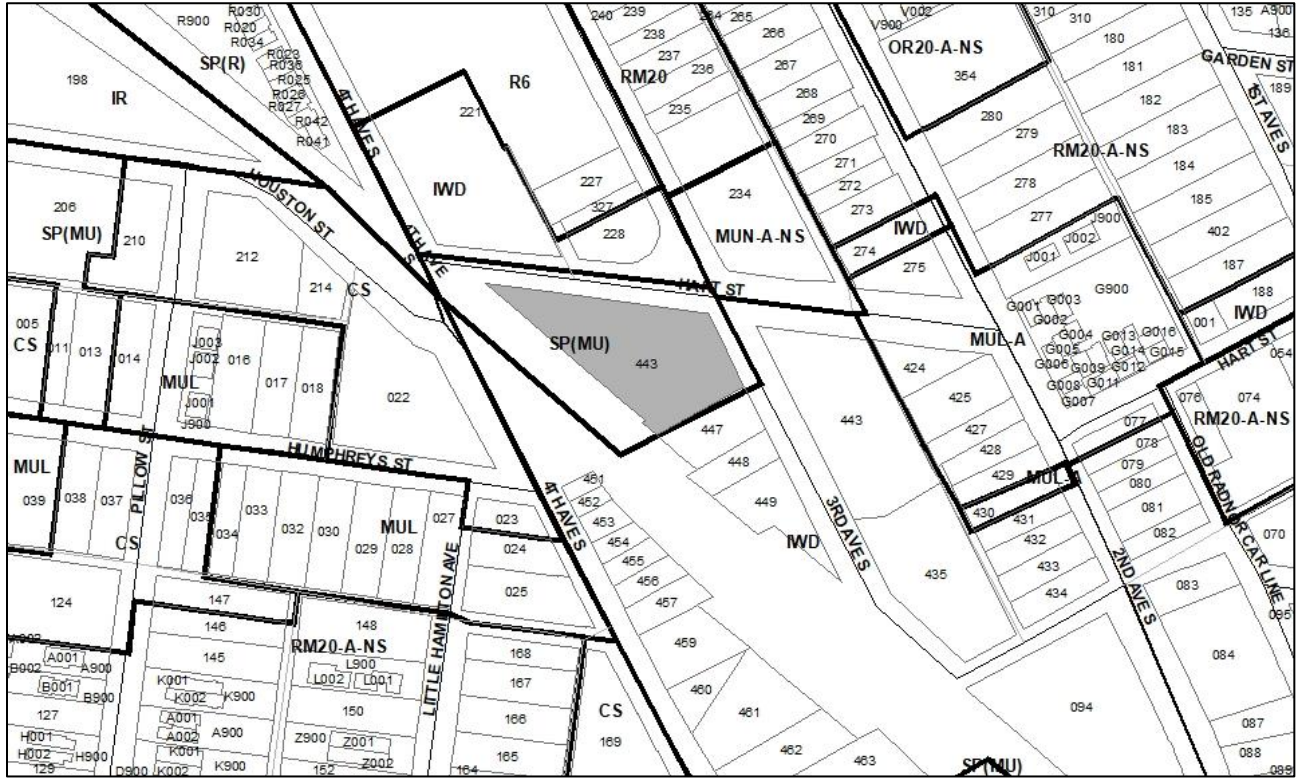 R030
R900
R020
R034
SP(R)
R023
R036
R025
R026
R027
R042
R041
198
IR
4TH AVE S
221
R6
IWD
227
327
228
240
239
238
237
236
RM20
235
264
265
266
267
268
269
270
271
272
273
234
MUN-A-NS
IWD
274
275
V002
V900
OR20-A-NS
354
310
310
180
181
182
183
184
185
402
187
188
280
279
278
277
RM20-A-NS
135
A900
136
GARDEN ST
189
1ST AVE S
HOUSTON ST
206
SP(MU)
210
212
214
CS
4TH AVE S
HART ST
SP(MU)
443
005
CS
011
013
014
J003
J002
016
MUL
J001
J900
017
018
022
HUMPHREYS ST
PILLOW ST
MUL
039
038
037
CS
036
035
034
033
032
030
029
MUL
028
027
023
024
025
4TH AVE S
LITTLE HAMILTON AVE
447
448
449
IWD
451
452
453
454
455
456
457
459
460
461
462
463
3RD AVE S
443
435
424
425
427
428
429
430
431
432
433
434
MUL-A
J900
J002
J001
G900
G001
G003
G002
G004
G005
G006
G009
G008
G011
G007
G013
G014
G012
G016
G015
001
IWD
HART ST
054
076
074
RM20-A-NS
077
078
079
080
081
082
OLD RADNOR CAR LINE
070
095
2ND AVE S
083
084
087
088
089
094
SP(MU)
124
147
146
145
RM20-A-NS
148
L900
L002
L001
150
Z900
Z001
Z002
152
164
168
167
166
165
CS
169
A001
A900
B002
B001
B900
127
H001
H002
H900
129
D900
K001
K002
K900
A001
A002
A900
K001
K002
K900